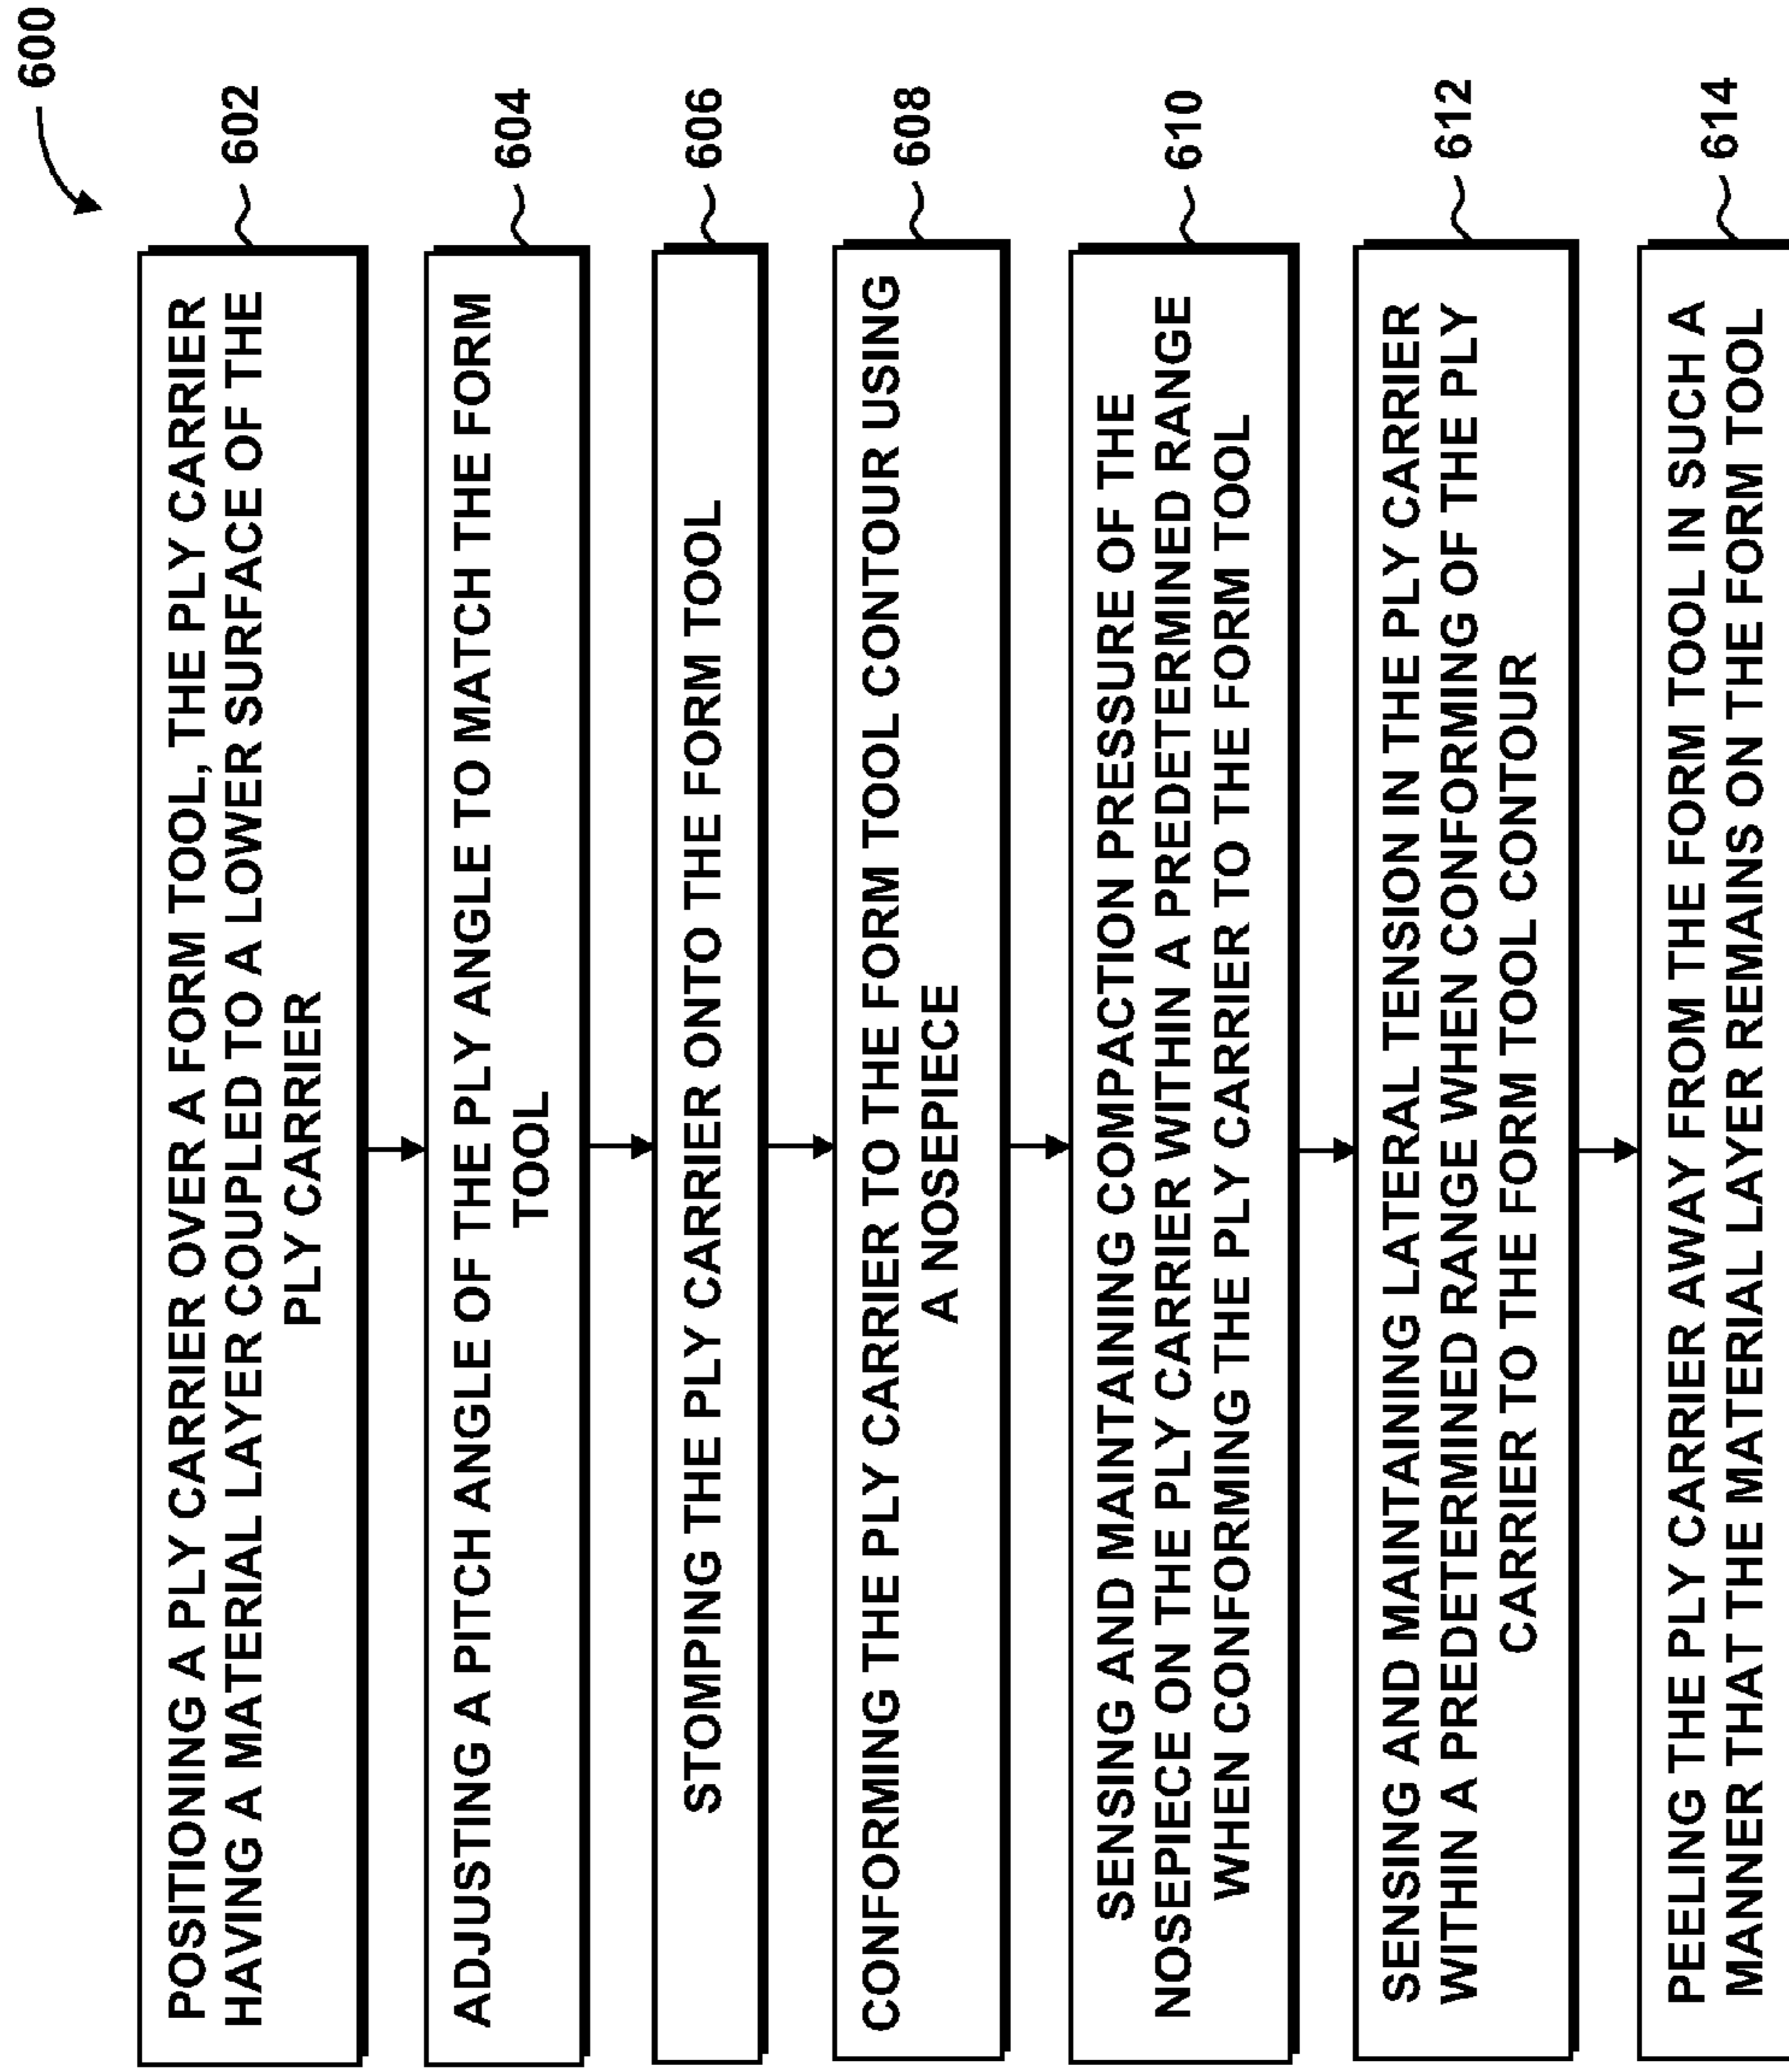 600
POSITIONING A PLY CARRIER OVER A FORM TOOL, THE PLY CARRIER
HAVING A MATERIAL LAYER COUPLED TO A LOWER SURFACE OF THE
PLY CARRIER
602
ADJUSTING A PITCH ANGLE OF THE PLY ANGLE TO MATCH THE FORM
TOOL
604
STOMPING THE PLY CARRIER ONTO THE FORM TOOL
606
CONFORMING THE PLY CARRIER TO THE FORM TOOL CONTOUR USING
A NOSEPIECE
608
SENSING AND MAINTAINING COMPACTION PRESSURE OF THE
NOSEPIECE ON THE PLY CARRIER WITHIN A PREDETERMINED RANGE
WHEN CONFORMING THE PLY CARRIER TO THE FORM TOOL
610
SENSING AND MAINTAINING LATERAL TENSION IN THE PLY CARRIER
WITHIN A PREDETERMINED RANGE WHEN CONFORMING OF THE PLY
CARRIER TO THE FORM TOOL CONTOUR
612
PEELING THE PLY CARRIER AWAY FROM THE FORM TOOL IN SUCH A
MANNER THAT THE MATERIAL LAYER REMAINS ON THE FORM TOOL
614